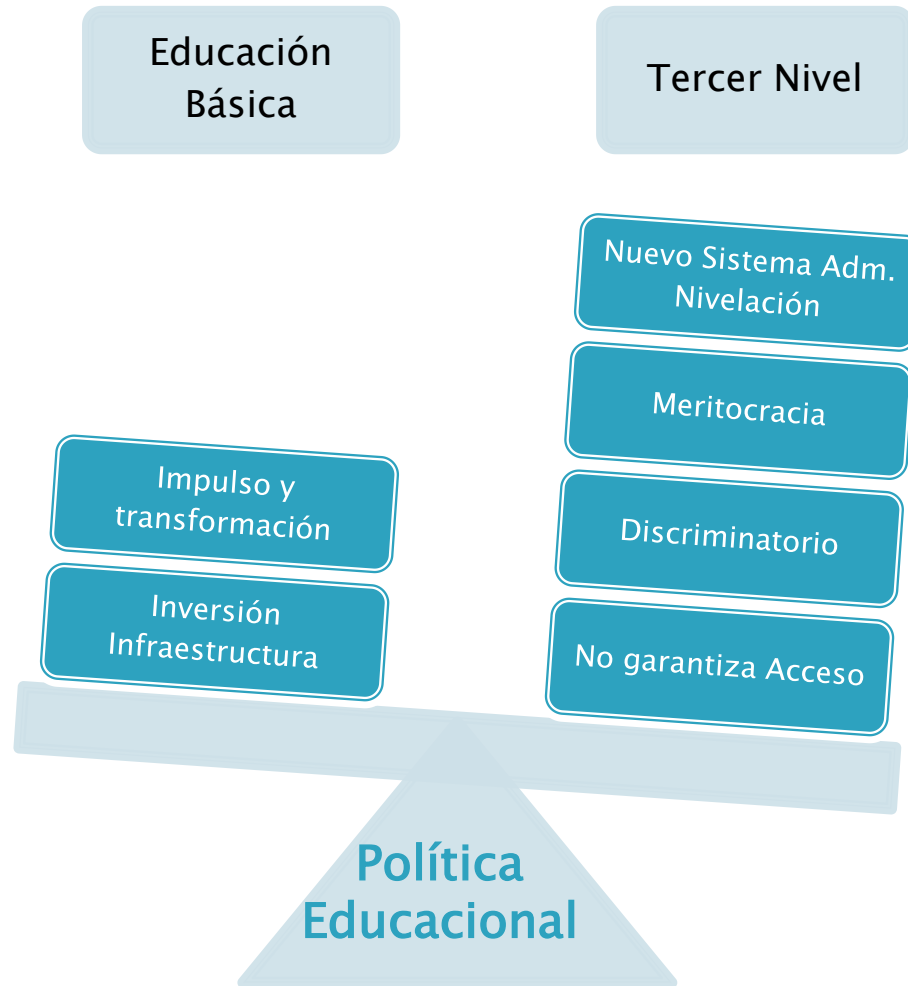 Educación
Básica
Tercer Nivel
Nuevo Sistema Adm.
Nivelación
Meritocracia
Discriminatorio
No garantiza Acceso
Impulso y
transformación
Inversión
Infraestructura
Política
Educacional